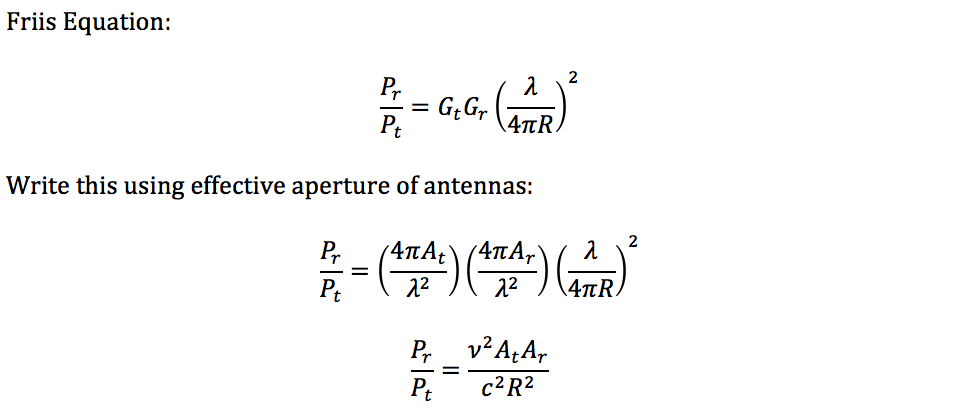 Friis Equation:
P_r/P_t = G_t G_r (λ/4πR)^2
Write this using effective aperture of antennas:
P_r/P_t = (4πA_t/λ^2)(4πA_r/λ^2)(λ/4πR)^2
P_r/P_t = ν^2 A_t A_r/c^2 R^2